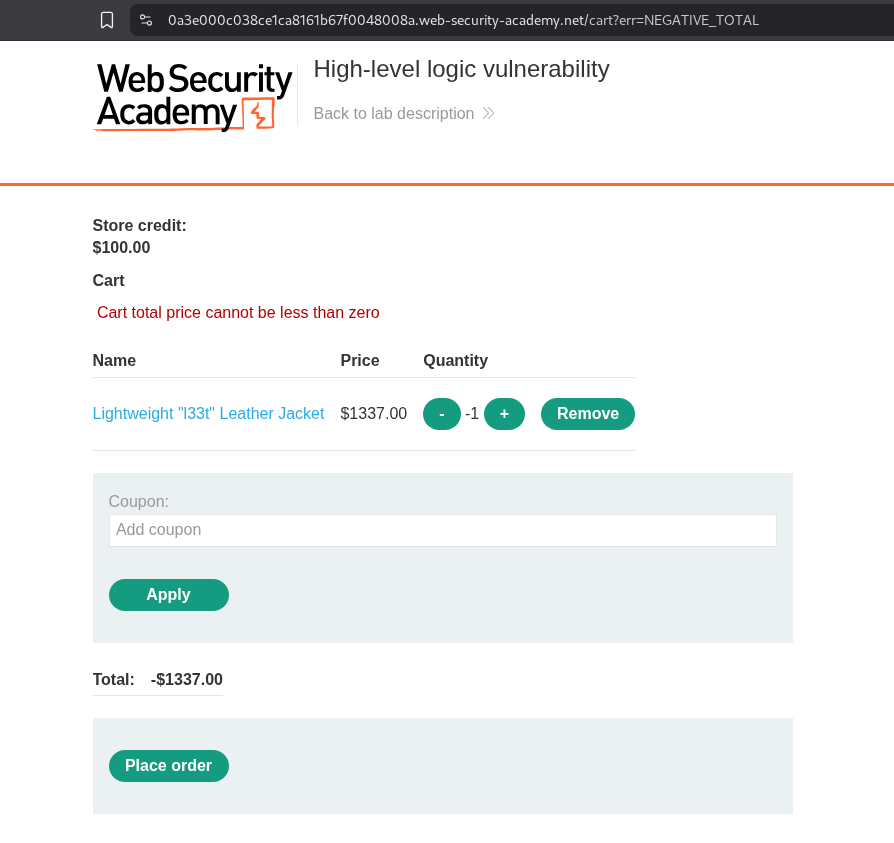 0a3e000c038ce1ca8161b67f0048008a.web-security-academy.net/cart?err=NEGATIVE_TOTAL
Web Security
Academy
High-level logic vulnerability
Back to lab description
Store credit:
$100.00
Cart
Cart total price cannot be less than zero
Name Price Quantity
Lightweight "l33t" Leather Jacket $1337.00 - -1 + Remove
Coupon:
Add coupon
Apply
Total: -$1337.00
Place order